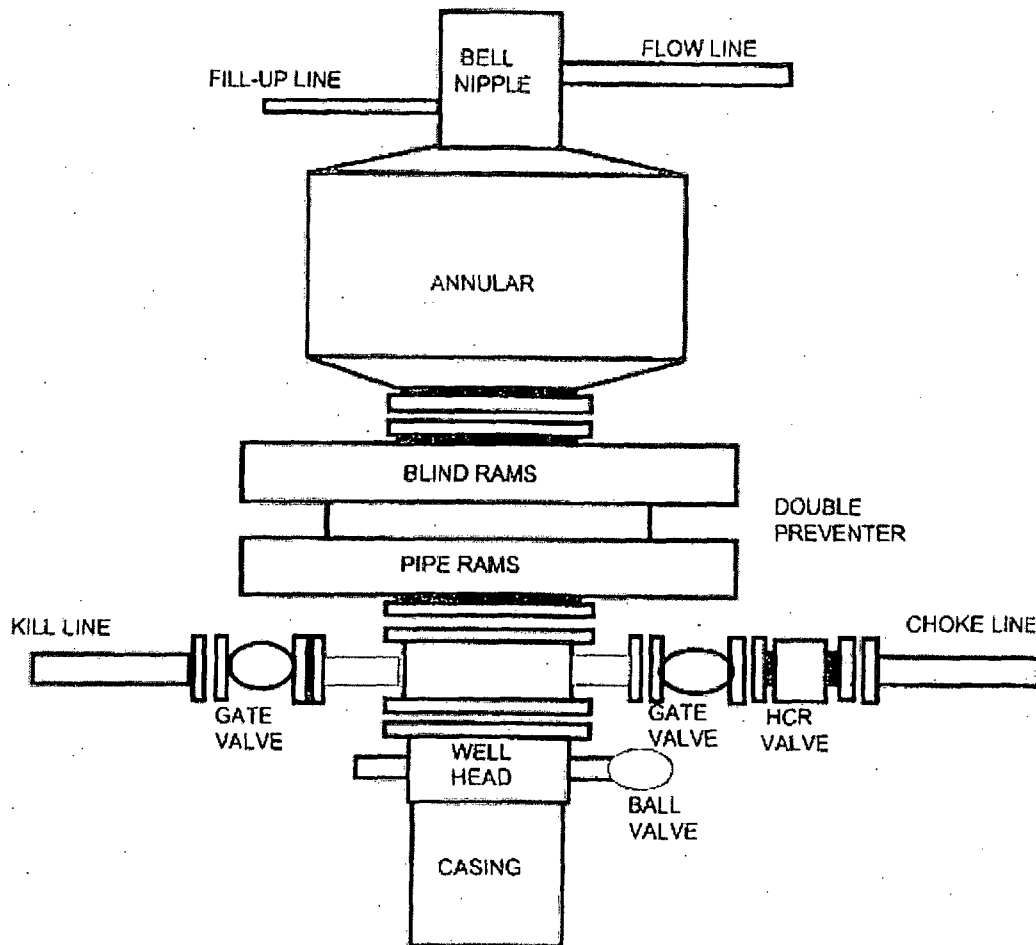 BELL
NIPPLE
FLOW LINE
FILL-UP LINE
ANNULAR
BLIND RAMS
DOUBLE
PREVENTER
PIPE RAMS
KILL LINE
CHOKE LINE
GATE
VALVE
GATE
VALVE
HCR
VALVE
WELL
HEAD
BALL
VALVE
CASING